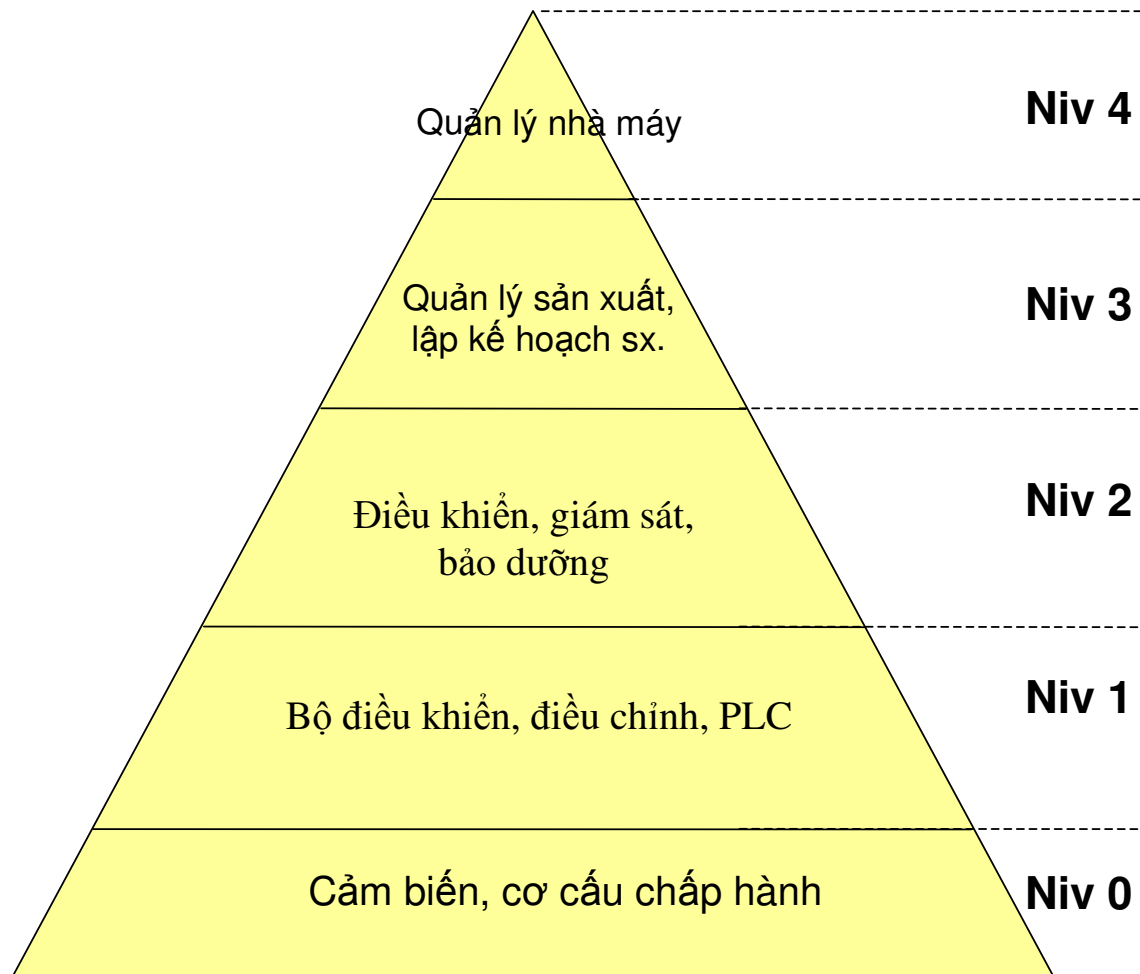 Quản lý nhà máy
Niv 4
Quản lý sản xuất,
lập kế hoạch sx.
Niv 3
Điều khiển, giám sát,
bảo dưỡng
Niv 2
Bộ điều khiển, điều chỉnh, PLC
Niv 1
Cảm biến, cơ cấu chấp hành
Niv 0